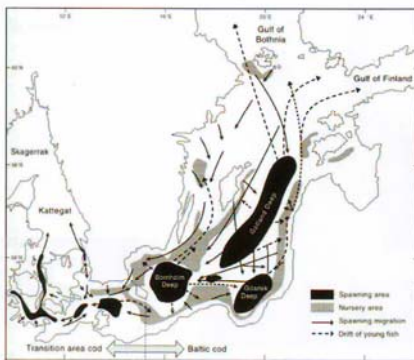 Gulf of
Bothnia
Gulf of Finland
Skagerrak
Kattegat
Gotland Deep
Bornholm
Deep
Gdansk
Deep
Spawning area
Nursery area
Spawning migration
Drift of young fish
Transition area cod
Baltic cod